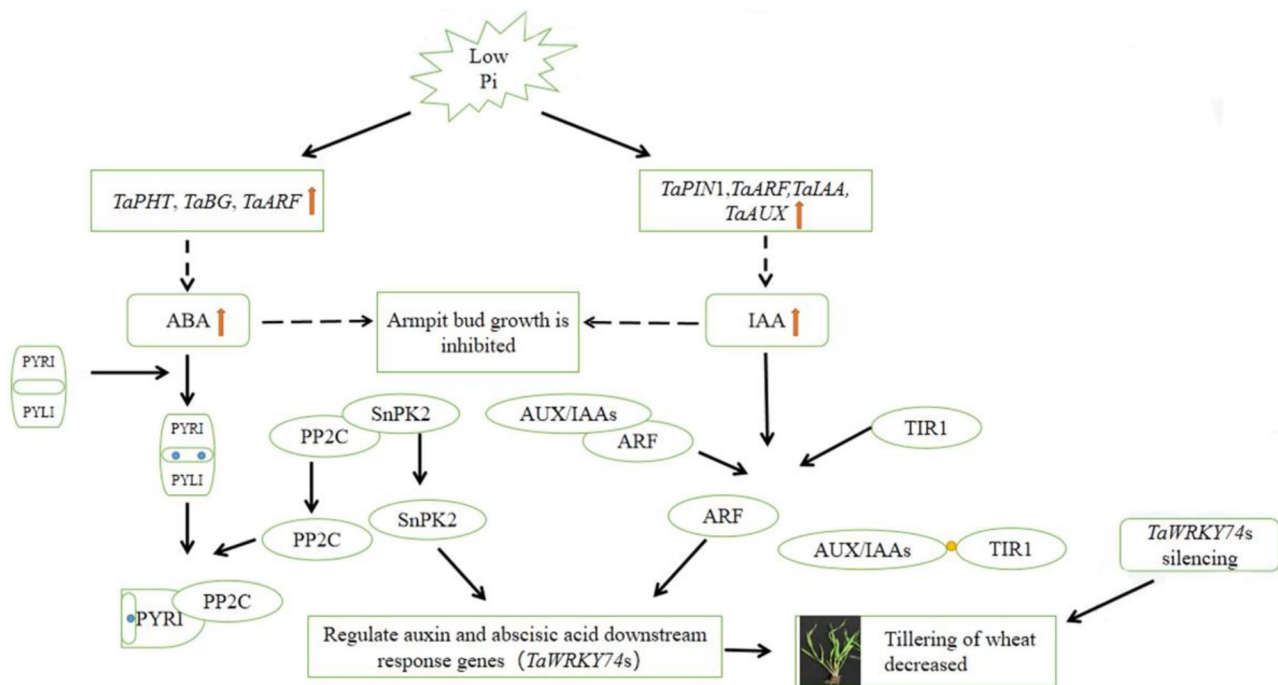 Low
Pi
TaPHT, TaBG, TaARF
TaPIN1,TaARF,TaIAA,
TaAUX
ABA
Armpit bud growth is
inhibited
IAA
PYRI
PYLI
PYRI
PYLI
SnPK2
PP2C
AUX/IAAs
ARF
TIR1
SnPK2
PP2C
ARF
AUX/IAAs
TIR1
TaWRKY74s
silencing
PYRI
PP2C
Regulate auxin and abscisic acid downstream
response genes（TaWRKY74s）
Tillering of wheat
decreased